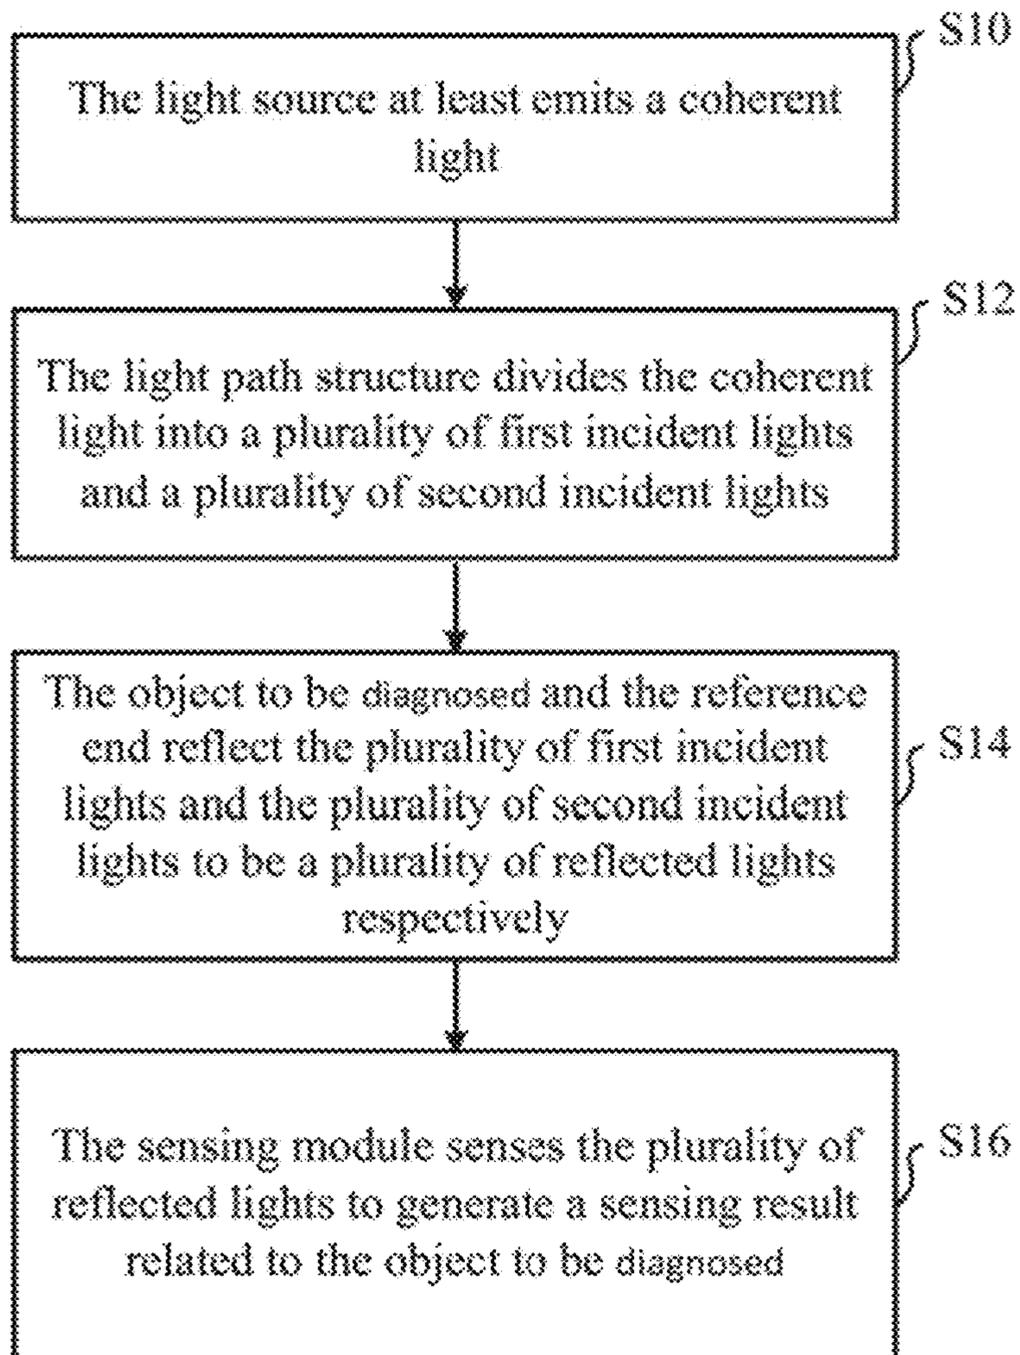 S10
The light source at least emits a coherent
light
S12
The light path structure divides the coherent
light into a plurality of first incident lights
and a plurality of second incident lights
The object to be diagnosed and the reference
end reflect the plurality of first incident
S14
lights and the plurality of second incident
lights to be a plurality of reflected lights
respectively
S16
The sensing module senses the plurality of
reflected lights to generate a sensing result
related to the object to be diagnosed